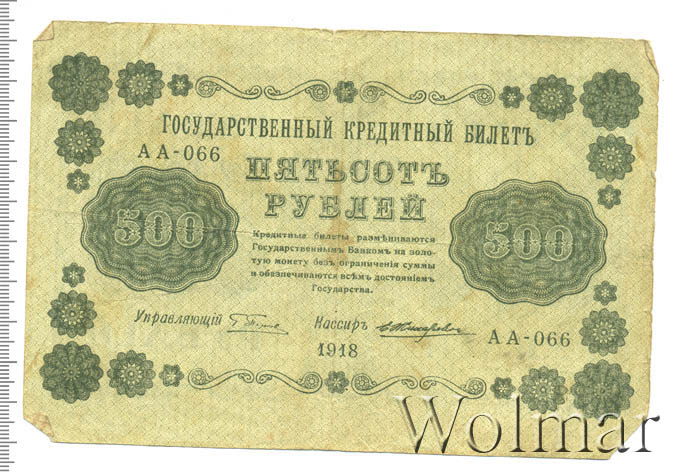 ГОСУДАРСТВЕННЫЙ КРЕДИТНЫЙ БИЛЕТЪ
АА-066
ПЯТЬСОТЪ
РУБЛЕЙ
500
500
Кредитные билеты размѣниваются
Государственнымъ Банкомъ на золо-
тую монету безъ ограниченія суммы
и обезпечиваются всѣмъ достояніемъ
Государства.
Управляющій
Кассиръ
АА-066
1918
Wolmar